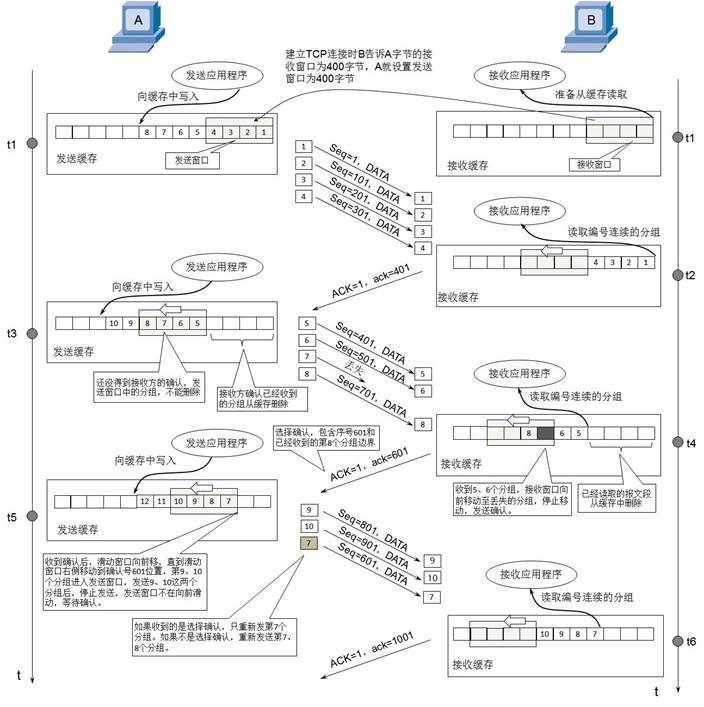 A
B
建立TCP连接时B告诉A字节的接
收窗口为400字节，A就设置发送
窗口为400字节
发送应用程序
向缓存中写入
8 7 6 5 4 3 2 1
发送缓存
发送窗口
t1
接收应用程序
准备从缓存读取
接收缓存
接收窗口
t1
1 Seq=1，DATA 1
2 Seq=101，DATA 2
3 Seq=201，DATA 3
4 Seq=301，DATA 4
接收应用程序
读取编号连续的分组
4 3 2 1
接收缓存
t2
ACK=1，ack=401
发送应用程序
向缓存中写入
10 9 8 7 6 5
发送缓存
t3
还没得到接收方的确认，发
送窗口中的分组，不能删除
接收方确认已经收到
的分组从缓存删除
5 Seq=401，DATA 5
6 Seq=501，DATA 6
7 丢失
8 Seq=701，DATA 8
接收应用程序
读取编号连续的分组
8 6 5
接收缓存
t4
收到5、6个分组，接收窗口向
前移动至丢失的分组，停止移
动，发送确认。
已经读取的报文段
从缓存中删除
选择确认，包含序号601和
已经收到的第8个分组边界
ACK=1，ack=601
发送应用程序
向缓存中写入
12 11 10 9 8 7
发送缓存
t5
收到确认后，滑动窗口向前移，直到滑动
窗口右侧移动到确认号601位置，第9、10
个分组进入发送窗口，发送9、10这两个
分组后，停止发送，发送窗口不在向前滑
动，等待确认。
9 Seq=801，DATA 9
10 Seq=901，DATA 10
7 Seq=601，DATA 7
如果收到的是选择确认，只重新发第7个
分组。如果不是选择确认，重新发送第7、
8个分组。
接收应用程序
读取编号连续的分组
10 9 8 7
接收缓存
t6
ACK=1，ack=1001
t
t